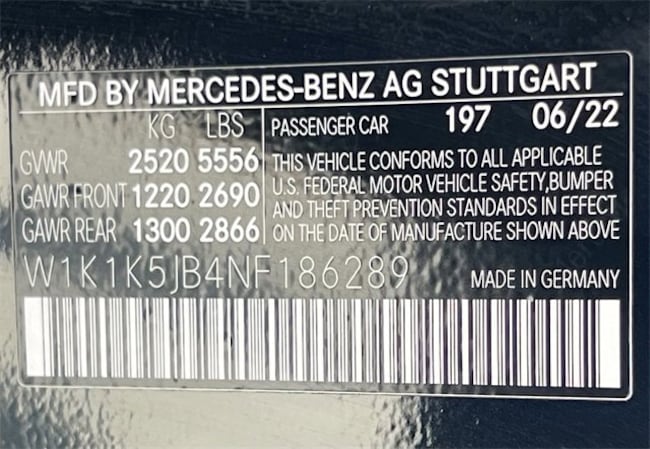 MFD BY MERCEDES-BENZ AG STUTTGART
KG LBS PASSENGER CAR 197 06/22
GVWR 2520 5556 THIS VEHICLE CONFORMS TO ALL APPLICABLE
GAWR FRONT 1220 2690 U.S. FEDERAL MOTOR VEHICLE SAFETY,BUMPER
AND THEFT PREVENTION STANDARDS IN EFFECT
GAWR REAR 1300 2866 ON THE DATE OF MANUFACTURE SHOWN ABOVE
W1K1K5JB4NF186289 MADE IN GERMANY